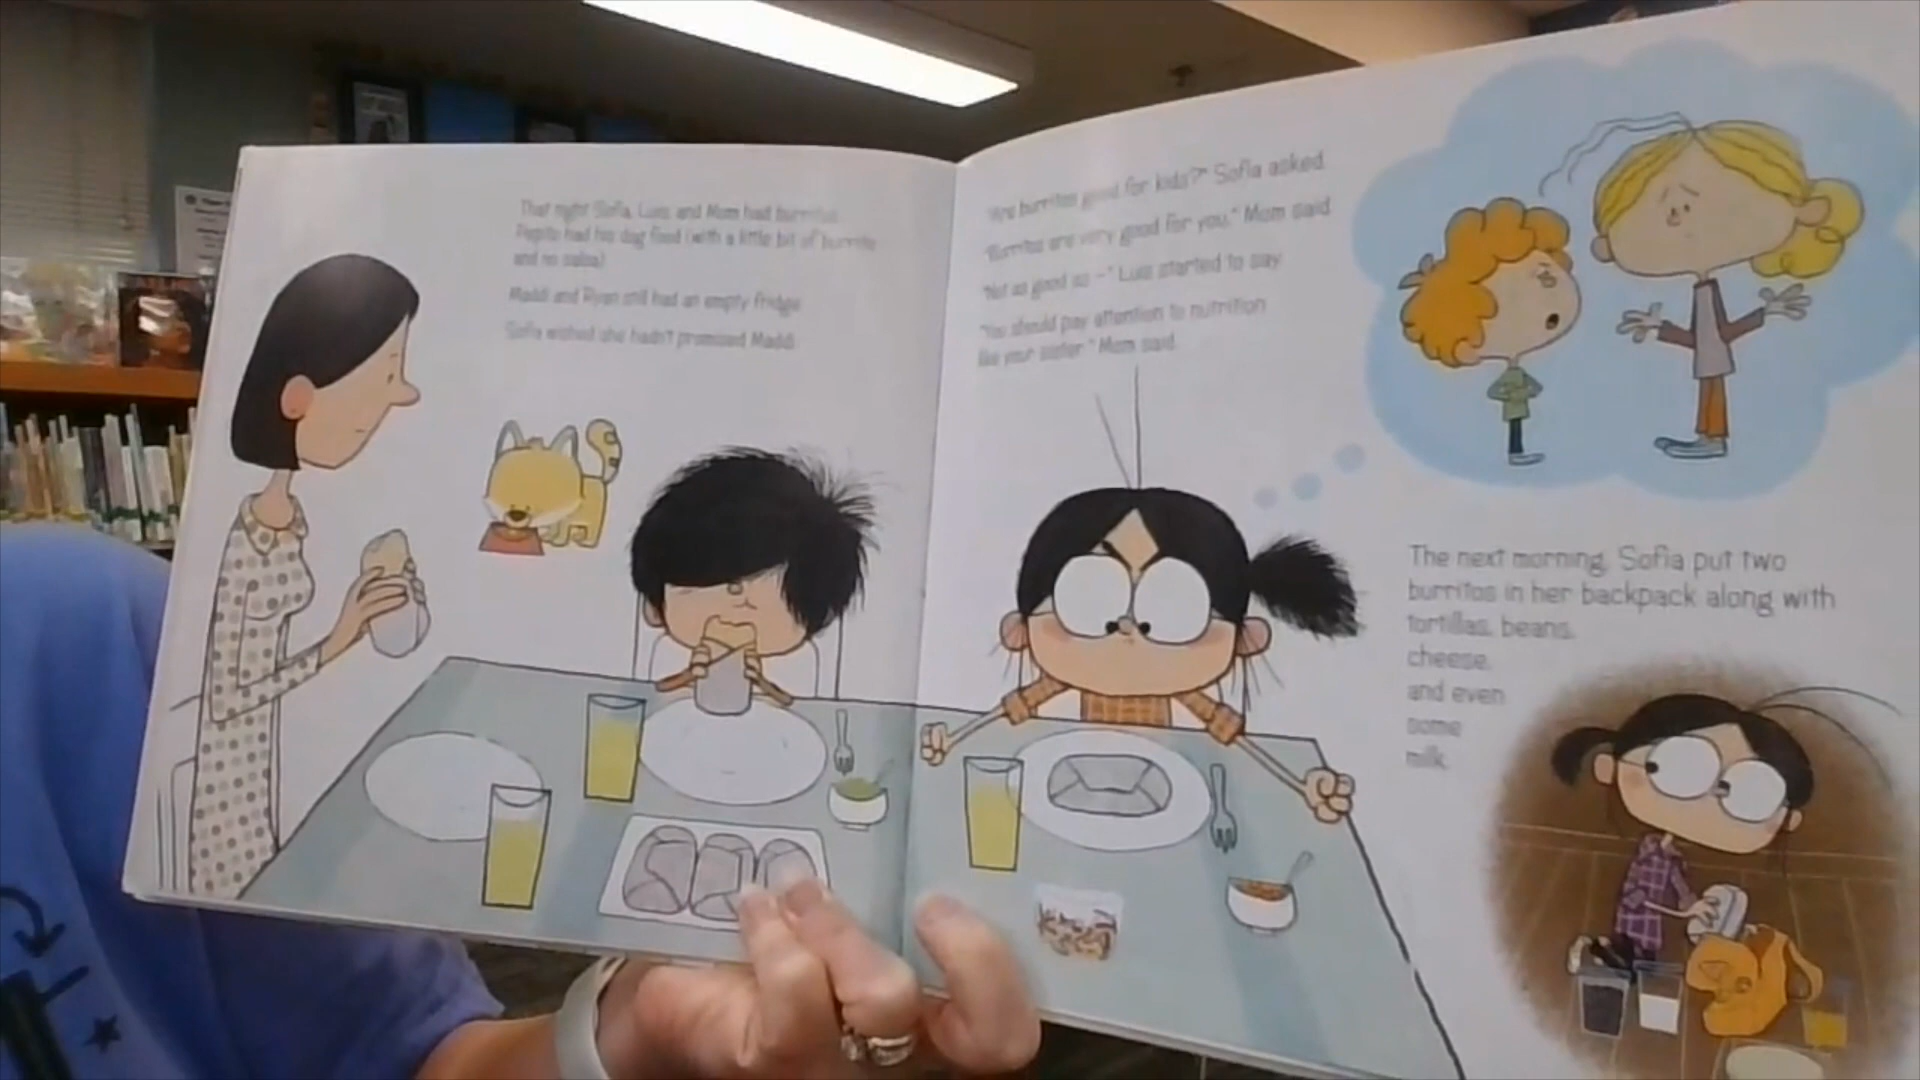 That night Sofia, Luis and Mom had burritos.
Pepito had his dog food (with a little bit of burrito
and no salsa).
Maddi and Ryan still had an empty fridge.
Sofia wished she hadn't promised Maddi.
"Are burritos good for kids?" Sofia asked.
"Burritos are very good for you," Mom said.
"Not as good as –" Luis started to say.
"You should pay attention to nutrition
like your sister," Mom said.
The next morning, Sofia put two
burritos in her backpack along with
tortillas, beans,
cheese,
and even
some
milk.